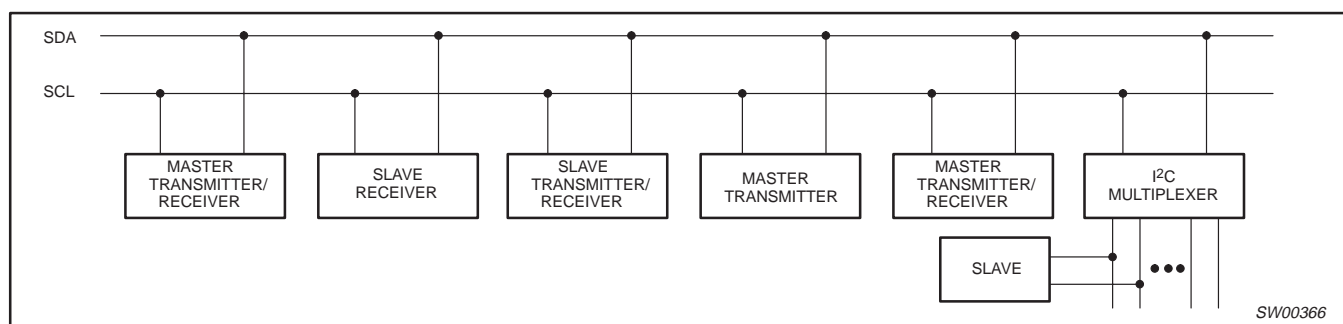 SDA
SCL
MASTER
TRANSMITTER/
RECEIVER
SLAVE
RECEIVER
SLAVE
TRANSMITTER/
RECEIVER
MASTER
TRANSMITTER
MASTER
TRANSMITTER/
RECEIVER
I²C
MULTIPLEXER
SLAVE
SW00366